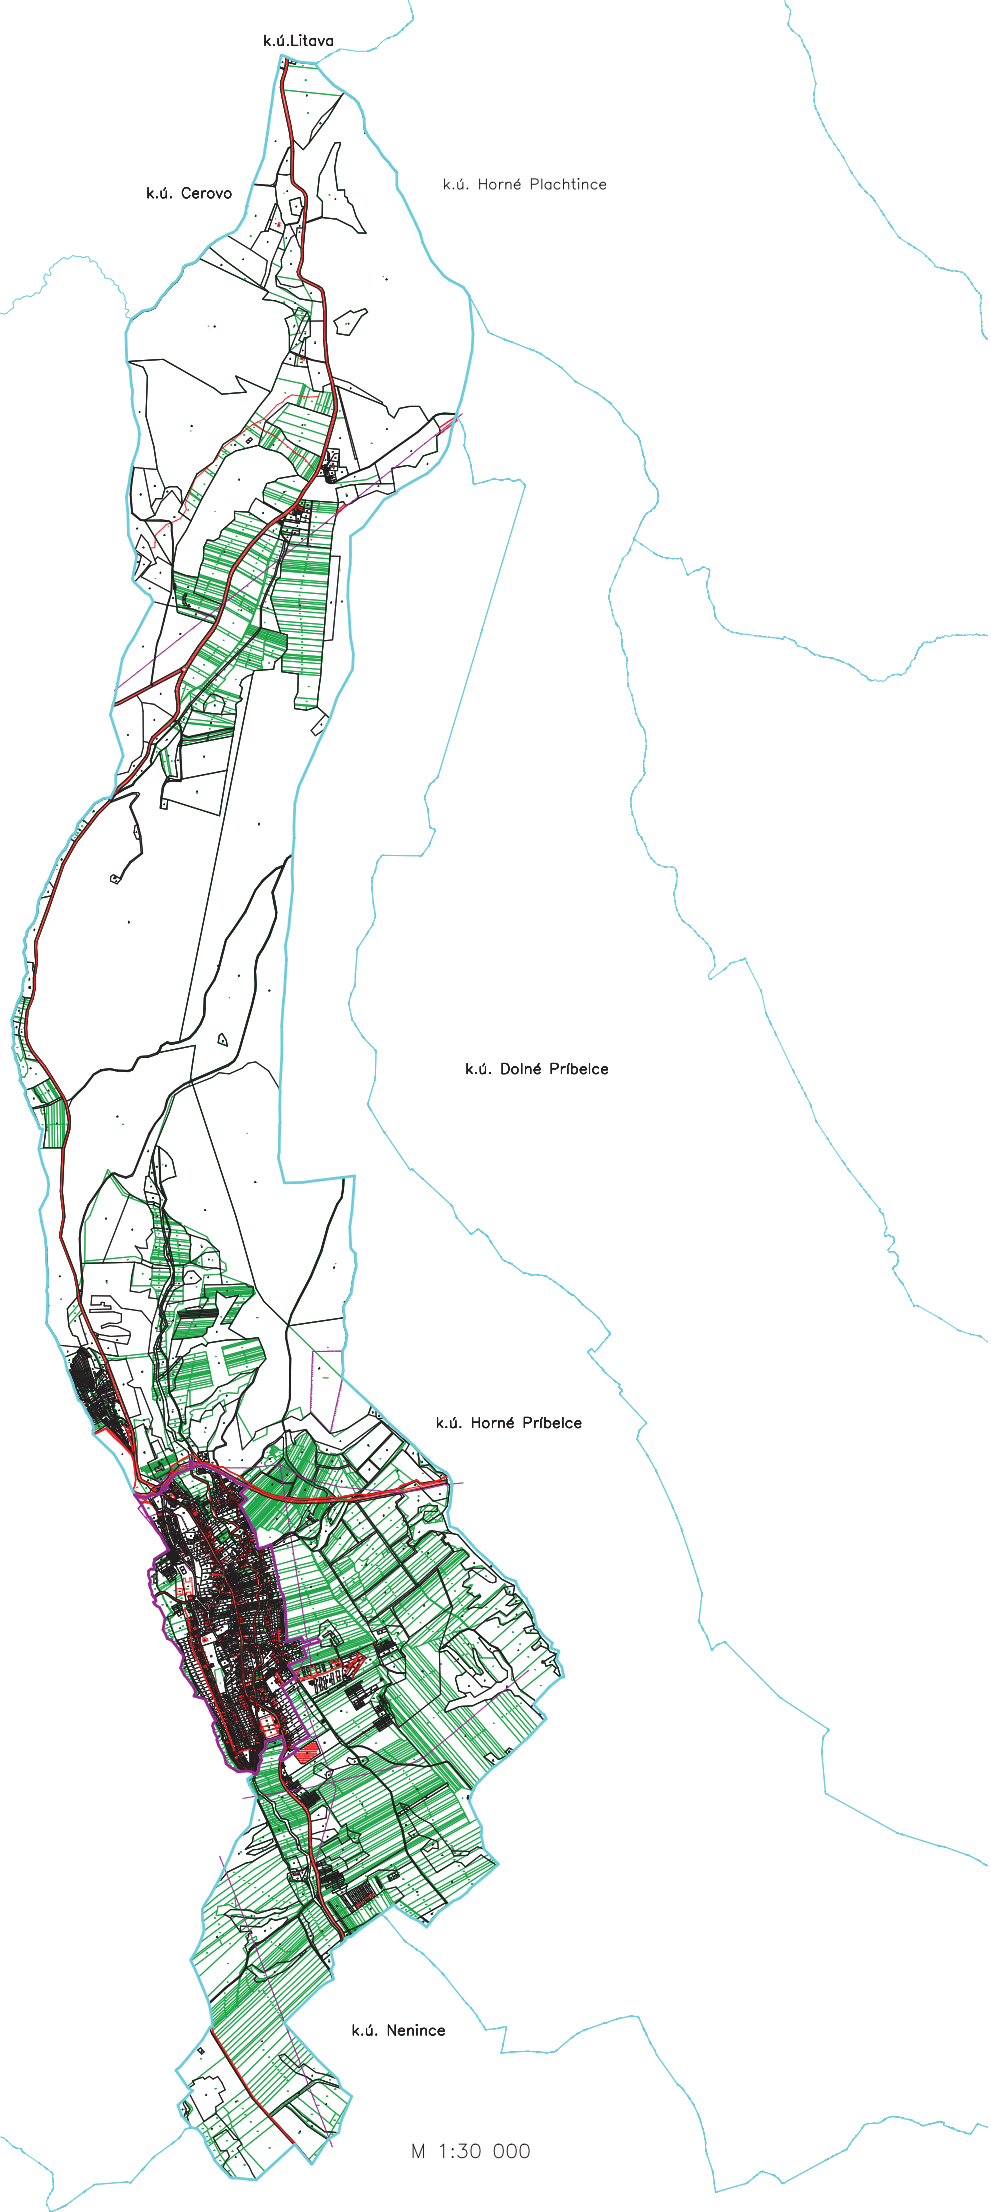 k.ú.Litava
k.ú. Cerovo
k.ú. Horné Plachtince
k.ú. Dolné Príbelce
k.ú. Horné Príbelce
k.ú. Nenince
M 1:30 000